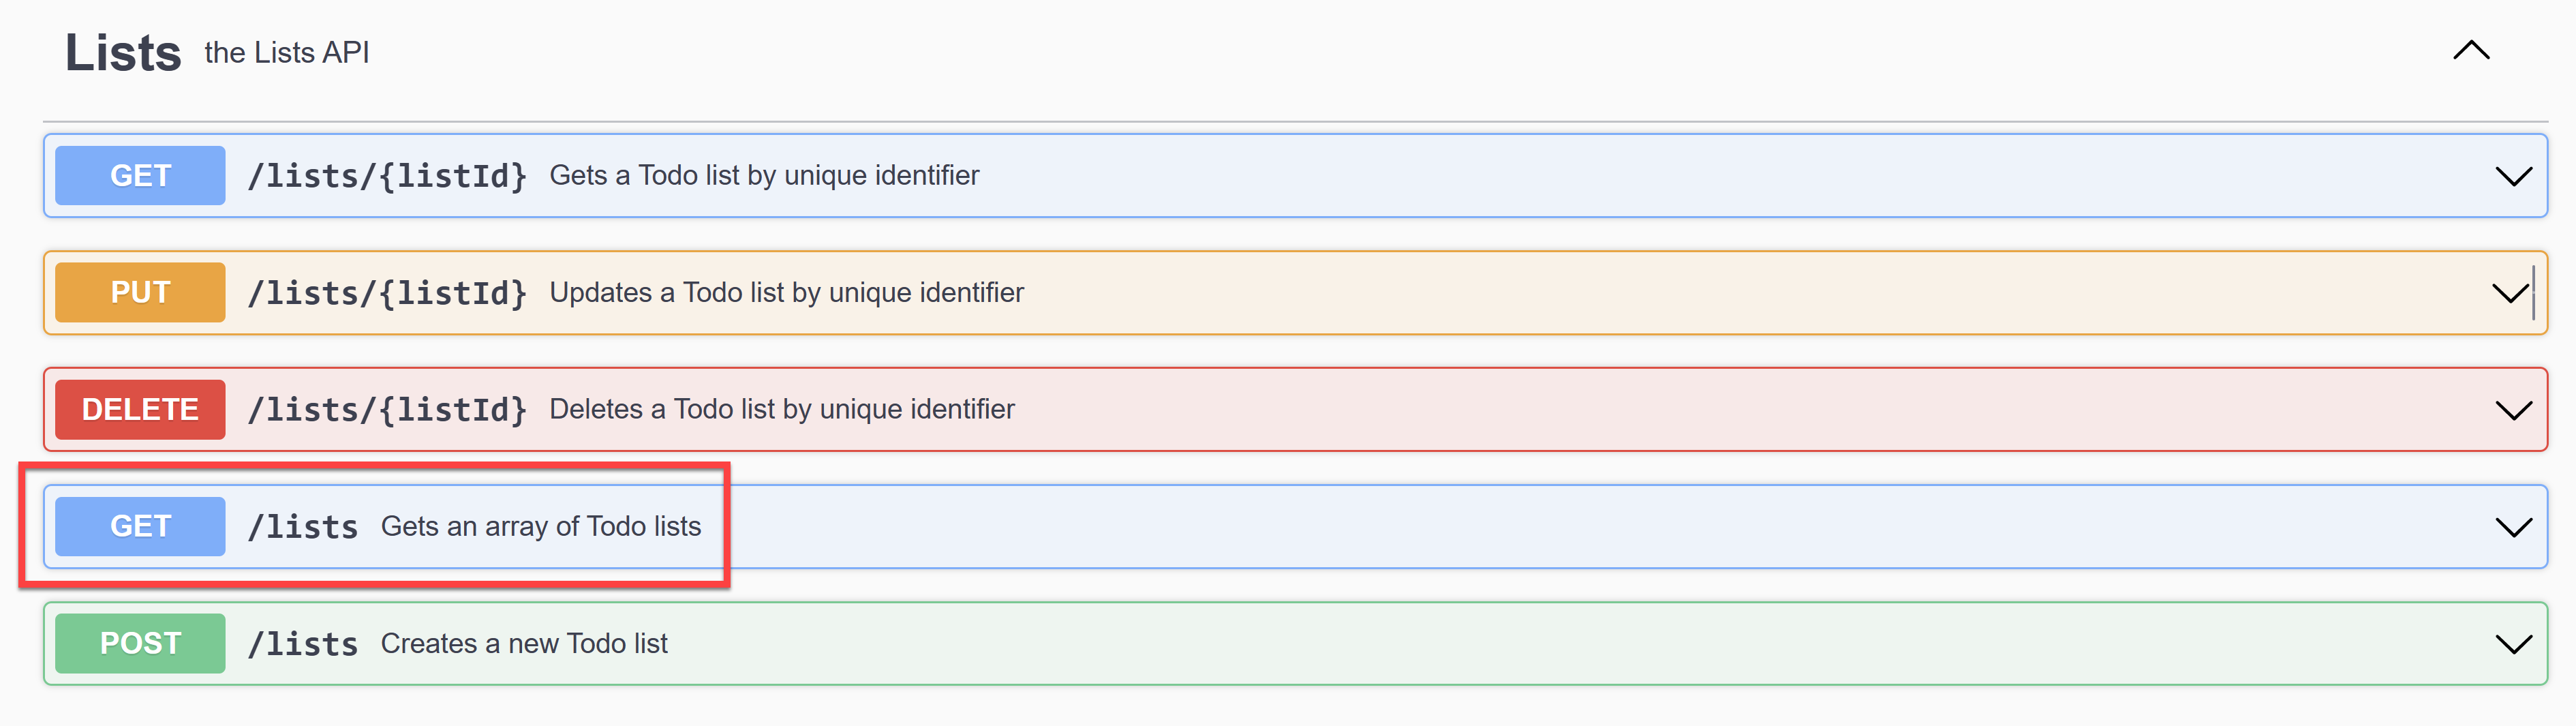 Lists the Lists API
GET /lists/{listId} Gets a Todo list by unique identifier
PUT /lists/{listId} Updates a Todo list by unique identifier
DELETE /lists/{listId} Deletes a Todo list by unique identifier
GET /lists Gets an array of Todo lists
POST /lists Creates a new Todo list